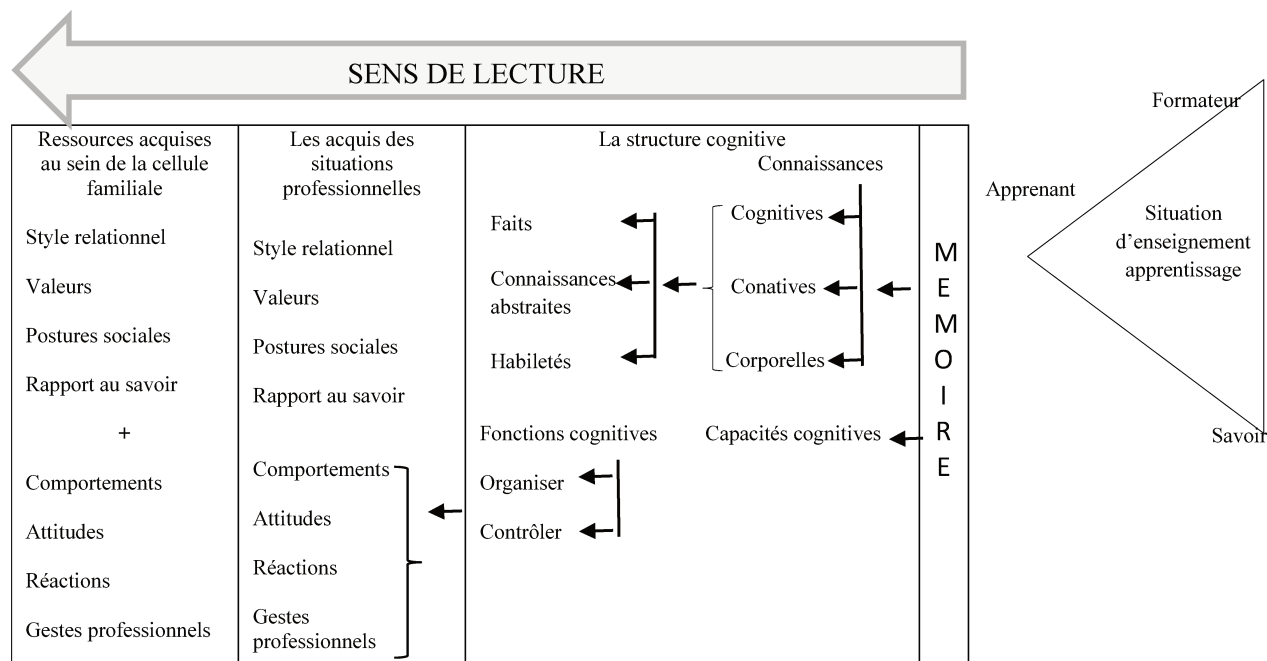 SENS DE LECTURE
Ressources acquises
au sein de la cellule
familiale
Style relationnel
Valeurs
Postures sociales
Rapport au savoir
+
Comportements
Attitudes
Réactions
Gestes professionnels
Les acquis des
situations
professionnelles
Style relationnel
Valeurs
Postures sociales
Rapport au savoir
Comportements
Attitudes
Réactions
Gestes
professionnels
La structure cognitive
Connaissances
Faits
Connaissances
abstraites
Habiletés
Cognitives
Conatives
Corporelles
Fonctions cognitives
Capacités cognitives
Organiser
Contrôler
MEMOIRE
Formateur
Apprenant
Situation
d’enseignement
apprentissage
Savoir